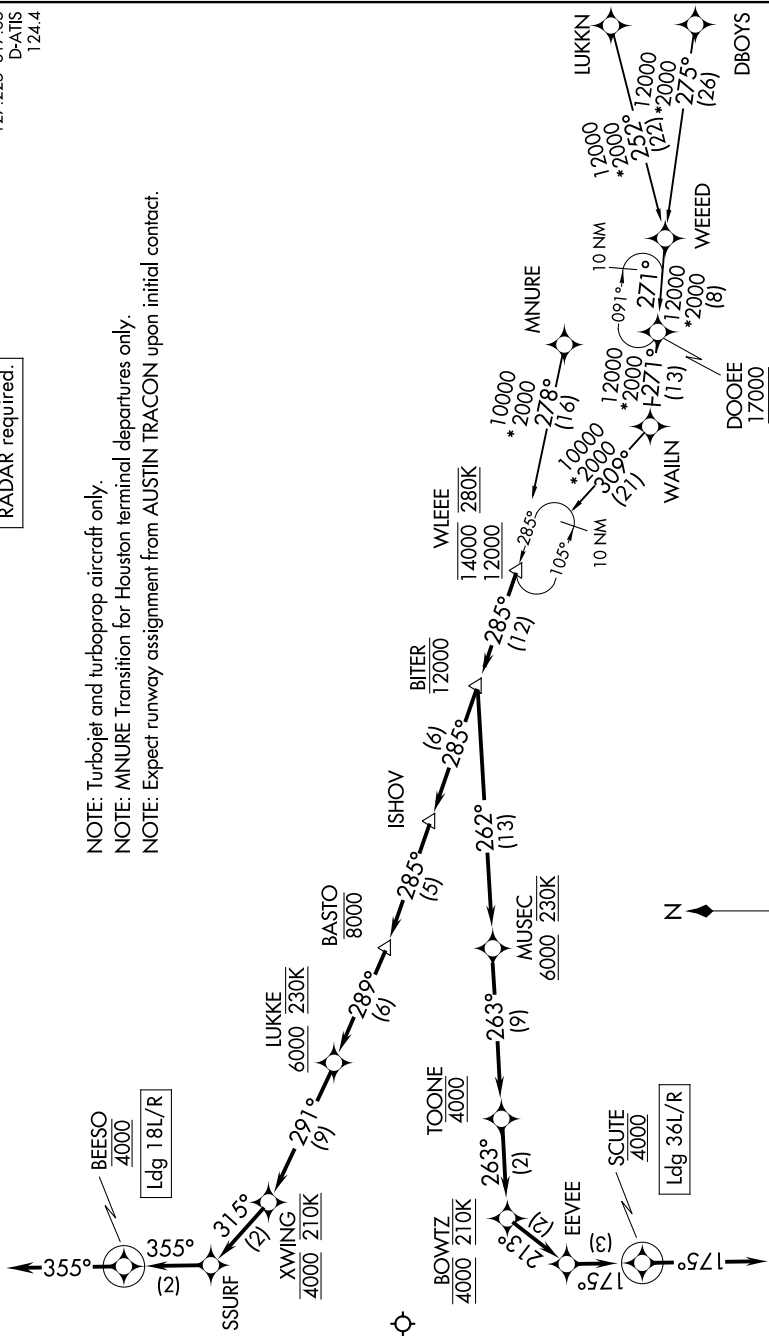 127.225 317.65
D-ATIS
124.4
RADAR required.
NOTE: Turbojet and turboprop aircraft only.
NOTE: MNURE Transition for Houston terminal departures only.
NOTE: Expect runway assignment from AUSTIN TRACON upon initial contact.
LUKKN
12000
*2000
252°
(22)
DBOYS
12000
*2000
275°
(26)
WEEED
10 NM
091°
271°
12000
*2000
(8)
DOOEE
17000
12000
*2000
271°
(13)
WAILN
10000
*2000
309°
(21)
MNURE
10000
*2000
278°
(16)
WLEEE
14000 280K
12000
285°
105°
10 NM
285°
(12)
BITER
12000
285°
(6)
ISHOV
285°
(5)
BASTO
8000
289°
(6)
LUKKE
6000 230K
291°
(9)
XWING
4000 210K
315°
(2)
SSURF
355°
(2)
BEESO
4000
Ldg 18L/R
355°
262°
(13)
MUSEC
6000 230K
263°
(9)
TOONE
4000
263°
(2)
BOWTZ
4000 210K
213°
(2)
EEVEE
175°
(3)
SCUTE
4000
Ldg 36L/R
175°
N